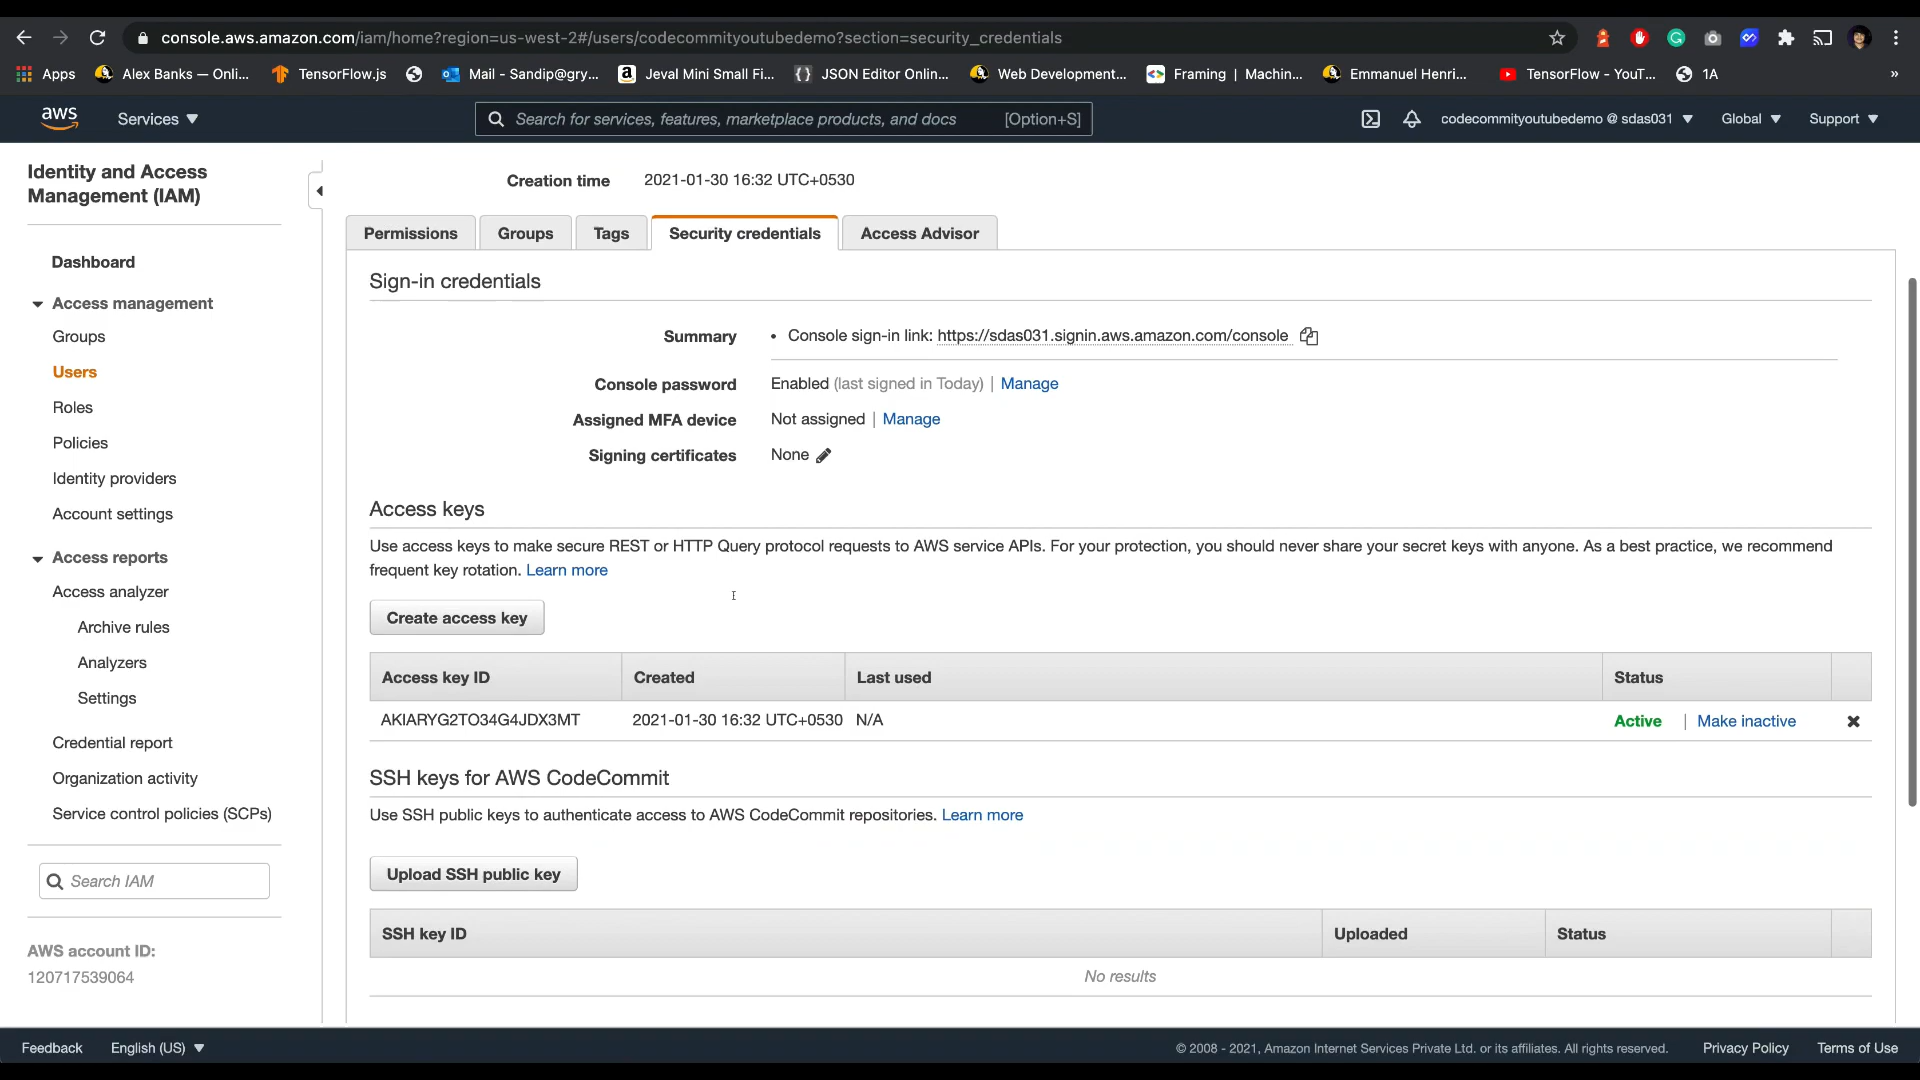 console.aws.amazon.com/iam/home?region=us-west-2#/users/codecommityoutubedemo?section=security_credentials
Apps
Alex Banks — Onli...
TensorFlow.js
Mail - Sandip@gry...
Jeval Mini Small Fi...
JSON Editor Onlin...
Web Development...
Framing | Machin...
Emmanuel Henri...
TensorFlow - YouT...
1A
»
aws
Services
Search for services, features, marketplace products, and docs
[Option+S]
codecommityoutubedemo @ sdas031
Global
Support
Identity and Access
Management (IAM)
Dashboard
Access management
Groups
Users
Roles
Policies
Identity providers
Account settings
Access reports
Access analyzer
Archive rules
Analyzers
Settings
Credential report
Organization activity
Service control policies (SCPs)
Search IAM
AWS account ID:
120717539064
Creation time 2021-01-30 16:32 UTC+0530
Permissions
Groups
Tags
Security credentials
Access Advisor
Sign-in credentials
Summary • Console sign-in link: https://sdas031.signin.aws.amazon.com/console
Console password Enabled (last signed in Today) | Manage
Assigned MFA device Not assigned | Manage
Signing certificates None
Access keys
Use access keys to make secure REST or HTTP Query protocol requests to AWS service APIs. For your protection, you should never share your secret keys with anyone. As a best practice, we recommend
frequent key rotation. Learn more
Create access key
Access key ID Created Last used Status
AKIARYG2TO34G4JDX3MT 2021-01-30 16:32 UTC+0530 N/A Active | Make inactive
SSH keys for AWS CodeCommit
Use SSH public keys to authenticate access to AWS CodeCommit repositories. Learn more
Upload SSH public key
SSH key ID Uploaded Status
No results
Feedback
English (US)
© 2008 - 2021, Amazon Internet Services Private Ltd. or its affiliates. All rights reserved.
Privacy Policy
Terms of Use